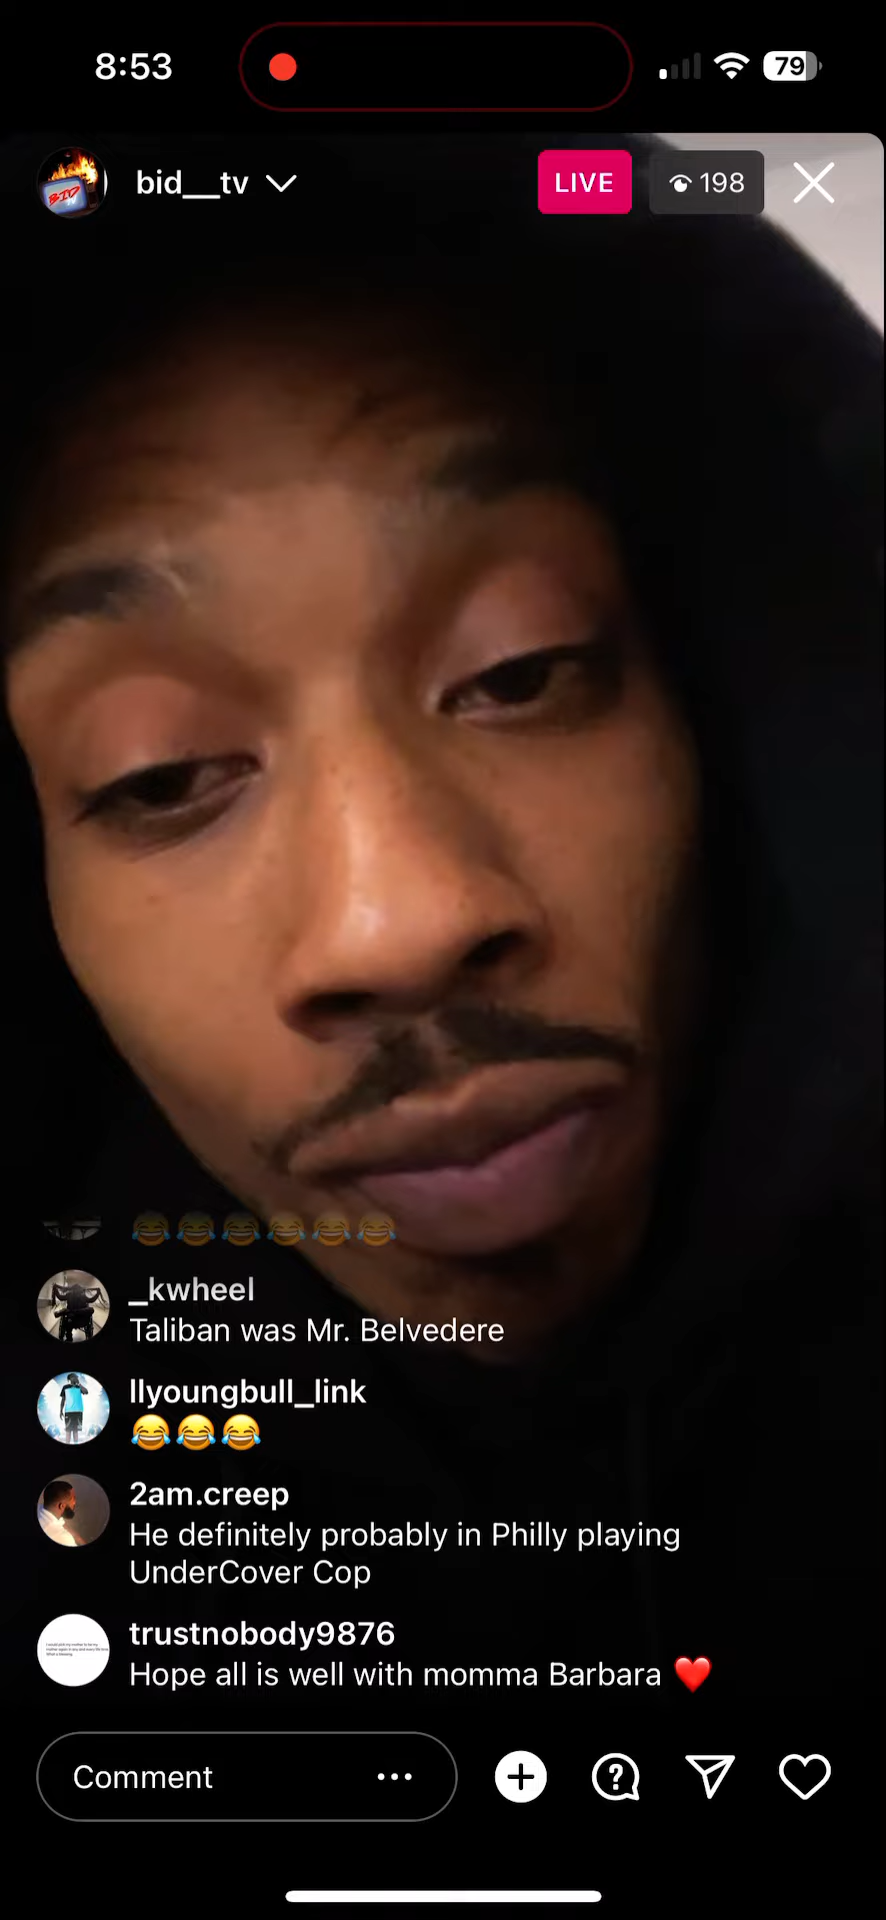 8:53
79
BID
bid__tv
LIVE
198
😂😂😂😂😂😂
_kwheel
Taliban was Mr. Belvedere
llyoungbull_link
😂😂😂
2am.creep
He definitely probably in Philly playing
UnderCover Cop
trustnobody9876
Hope all is well with momma Barbara ❤️
Comment